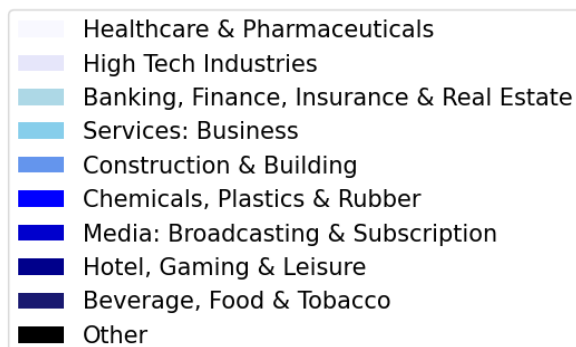 Healthcare & Pharmaceuticals
High Tech Industries
Banking, Finance, Insurance & Real Estate
Services: Business
Construction & Building
Chemicals, Plastics & Rubber
Media: Broadcasting & Subscription
Hotel, Gaming & Leisure
Beverage, Food & Tobacco
Other